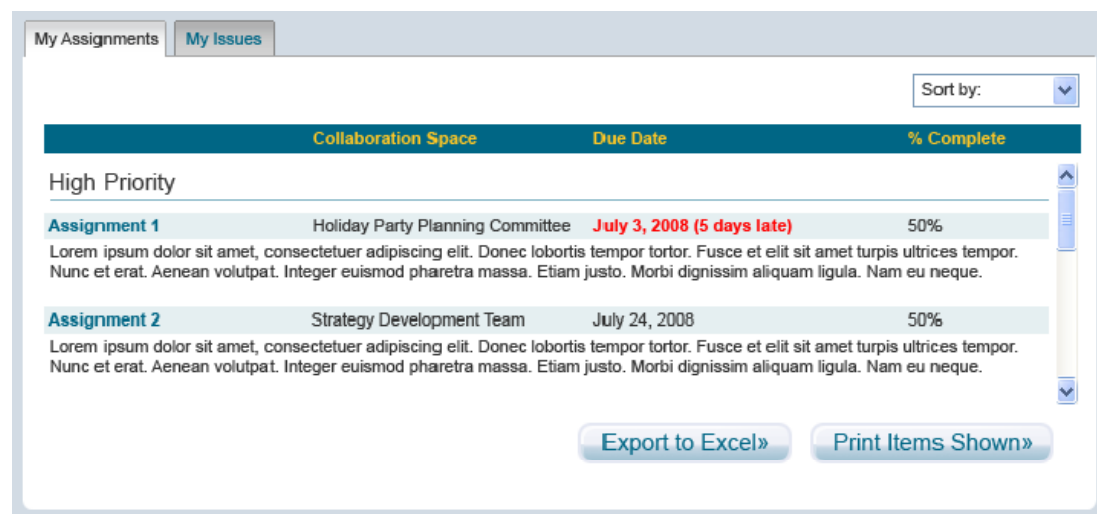 My Assignments My Issues
Sort by:
Collaboration Space Due Date % Complete
High Priority
Assignment 1 Holiday Party Planning Committee July 3, 2008 (5 days late) 50%
Lorem ipsum dolor sit amet, consectetuer adipiscing elit. Donec lobortis tempor tortor. Fusce et elit sit amet turpis ultrices tempor.
Nunc et erat. Aenean volutpat. Integer euismod pharetra massa. Etiam justo. Morbi dignissim aliquam ligula. Nam eu neque.
Assignment 2 Strategy Development Team July 24, 2008 50%
Lorem ipsum dolor sit amet, consectetuer adipiscing elit. Donec lobortis tempor tortor. Fusce et elit sit amet turpis ultrices tempor.
Nunc et erat. Aenean volutpat. Integer euismod pharetra massa. Etiam justo. Morbi dignissim aliquam ligula. Nam eu neque.
Export to Excel» Print Items Shown»